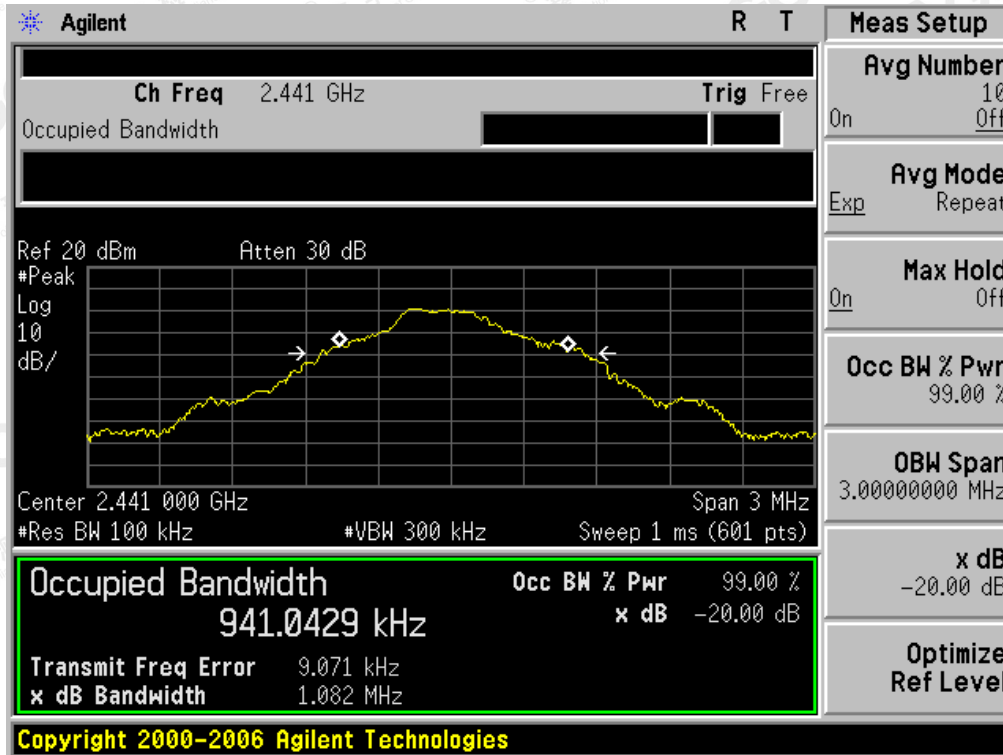 Agilent R T
Ch Freq 2.441 GHz Trig Free
Occupied Bandwidth
Ref 20 dBm Atten 30 dB
#Peak
Log
10
dB/
Center 2.441 000 GHz Span 3 MHz
#Res BW 100 kHz #VBW 300 kHz Sweep 1 ms (601 pts)
Occupied Bandwidth Occ BW % Pwr 99.00 %
941.0429 kHz x dB -20.00 dB
Transmit Freq Error 9.071 kHz
x dB Bandwidth 1.082 MHz
Copyright 2000-2006 Agilent Technologies
Meas Setup
Avg Number
10
On Off
Avg Mode
Exp Repeat
Max Hold
On Off
Occ BW % Pwr
99.00 %
OBW Span
3.00000000 MHz
x dB
-20.00 dB
Optimize
Ref Level